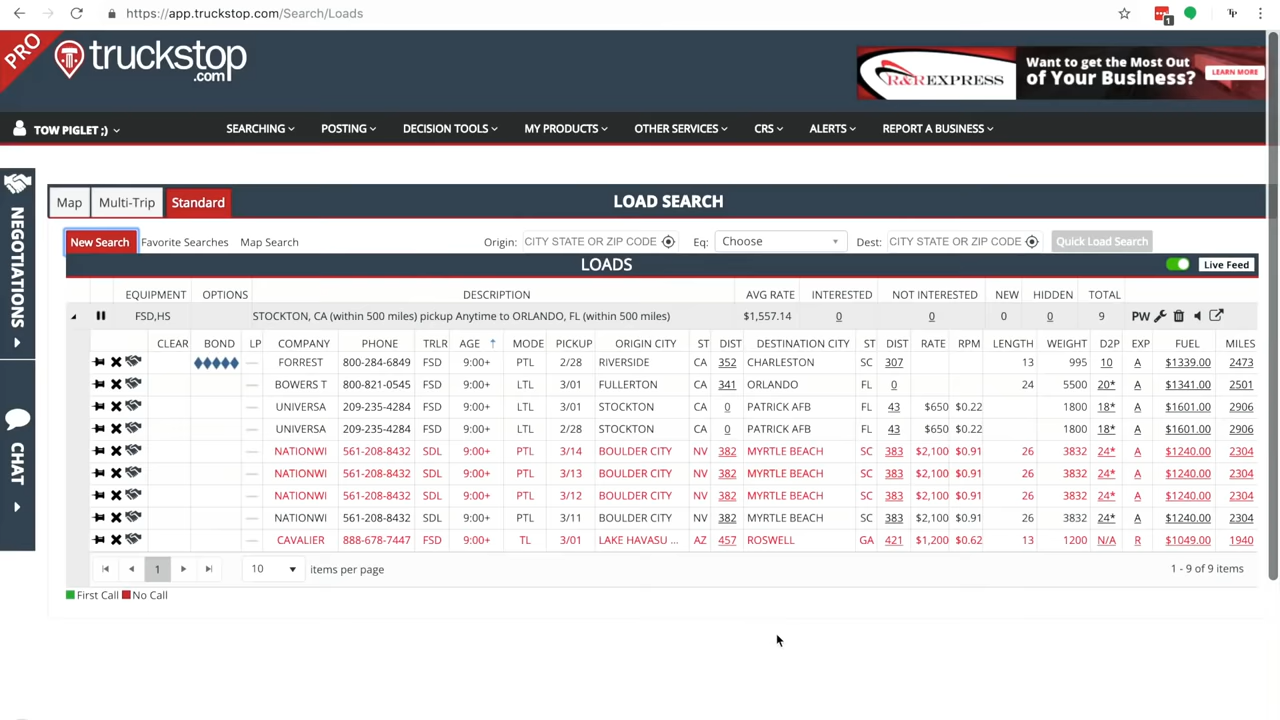 https://app.truckstop.com/Search/Loads
1
Tp
PRO
truckstop
.com
R&R EXPRESS
Want to get the Most Out
of Your Business?
LEARN MORE
TOW PIGLET ;)
SEARCHING POSTING DECISION TOOLS MY PRODUCTS OTHER SERVICES CRS ALERTS REPORT A BUSINESS
NEGOTIATIONS
CHAT
Map Multi-Trip Standard LOAD SEARCH
New Search Favorite Searches Map Search Origin: CITY STATE OR ZIP CODE Eq: Choose Dest: CITY STATE OR ZIP CODE Quick Load Search
LOADS Live Feed
EQUIPMENT OPTIONS DESCRIPTION AVG RATE INTERESTED NOT INTERESTED NEW HIDDEN TOTAL
FSD,HS STOCKTON, CA (within 500 miles) pickup Anytime to ORLANDO, FL (within 500 miles) $1,557.14 0 0 0 0 9 PW
CLEAR BOND LP COMPANY PHONE TRLR AGE MODE PICKUP ORIGIN CITY ST DIST DESTINATION CITY ST DIST RATE RPM LENGTH WEIGHT D2P EXP FUEL MILES
FORREST 800-284-6849 FSD 9:00+ PTL 2/28 RIVERSIDE CA 352 CHARLESTON SC 307 13 995 10 A $1339.00 2473
BOWERS T 800-821-0545 FSD 9:00+ LTL 3/01 FULLERTON CA 341 ORLANDO FL 0 24 5500 20* A $1341.00 2501
UNIVERSA 209-235-4284 FSD 9:00+ LTL 3/01 STOCKTON CA 0 PATRICK AFB FL 43 $650 $0.22 1800 18* A $1601.00 2906
UNIVERSA 209-235-4284 FSD 9:00+ LTL 2/28 STOCKTON CA 0 PATRICK AFB FL 43 $650 $0.22 1800 18* A $1601.00 2906
NATIONWI 561-208-8432 SDL 9:00+ PTL 3/14 BOULDER CITY NV 382 MYRTLE BEACH SC 383 $2,100 $0.91 26 3832 24* A $1240.00 2304
NATIONWI 561-208-8432 SDL 9:00+ PTL 3/13 BOULDER CITY NV 382 MYRTLE BEACH SC 383 $2,100 $0.91 26 3832 24* A $1240.00 2304
NATIONWI 561-208-8432 SDL 9:00+ PTL 3/12 BOULDER CITY NV 382 MYRTLE BEACH SC 383 $2,100 $0.91 26 3832 24* A $1240.00 2304
NATIONWI 561-208-8432 SDL 9:00+ PTL 3/11 BOULDER CITY NV 382 MYRTLE BEACH SC 383 $2,100 $0.91 26 3832 24* A $1240.00 2304
CAVALIER 888-678-7447 FSD 9:00+ TL 3/01 LAKE HAVASU ... AZ 457 ROSWELL GA 421 $1,200 $0.62 13 1200 N/A R $1049.00 1940
1 10 items per page 1 - 9 of 9 items
First Call No Call